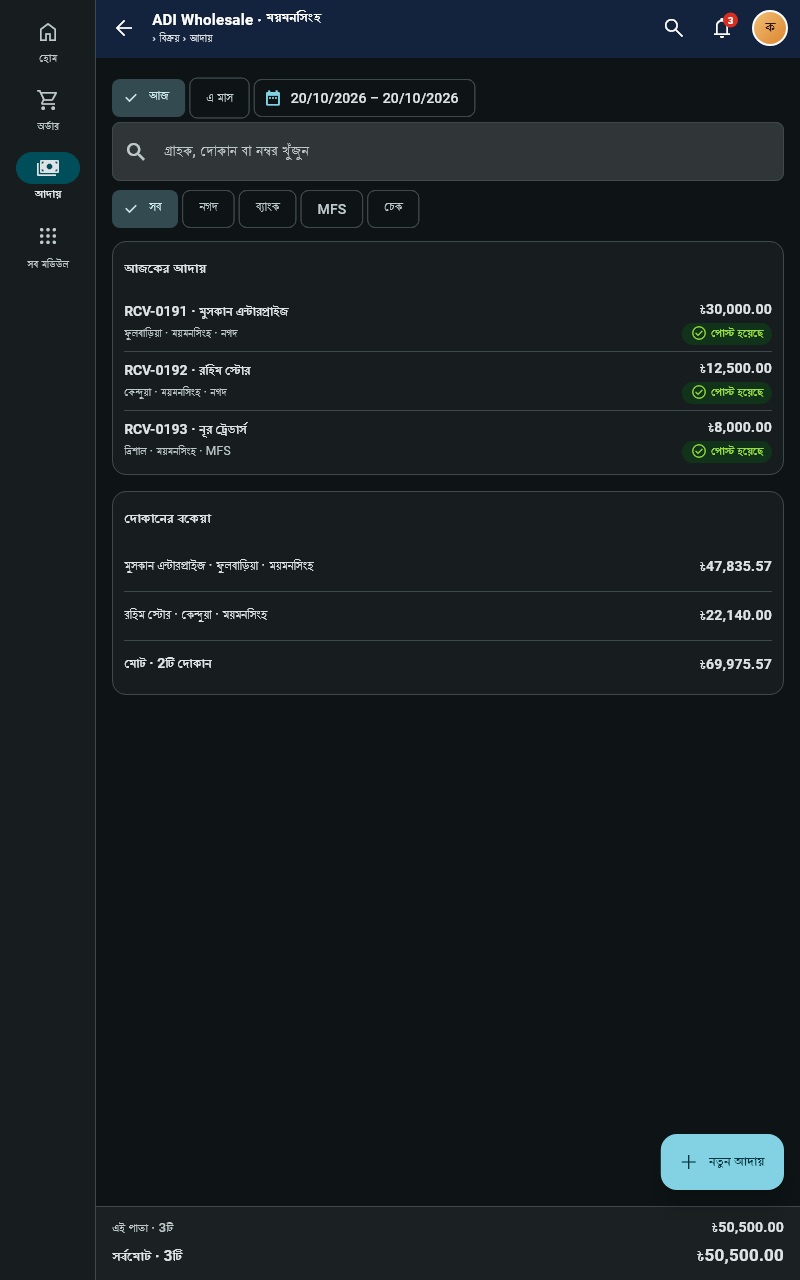 ADI Wholesale · ময়মনসিংহ
› বিক্রয় › আদায়
3
ক
হোম
অর্ডার
আদায়
সব মডিউল
আজ
এ মাস
20/10/2026 – 20/10/2026
গ্রাহক, দোকান বা নম্বর খুঁজুন
সব
নগদ
ব্যাংক
MFS
চেক
আজকের আদায়
RCV-0191 · মুসকান এন্টারপ্রাইজ
৳30,000.00
ফুলবাড়িয়া · ময়মনসিংহ · নগদ
পোস্ট হয়েছে
RCV-0192 · রহিম স্টোর
৳12,500.00
কেন্দুয়া · ময়মনসিংহ · নগদ
পোস্ট হয়েছে
RCV-0193 · নূর ট্রেডার্স
৳8,000.00
ত্রিশাল · ময়মনসিংহ · MFS
পোস্ট হয়েছে
দোকানের বকেয়া
মুসকান এন্টারপ্রাইজ · ফুলবাড়িয়া · ময়মনসিংহ
৳47,835.57
রহিম স্টোর · কেন্দুয়া · ময়মনসিংহ
৳22,140.00
মোট · 2টি দোকান
৳69,975.57
নতুন আদায়
এই পাতা · 3টি
৳50,500.00
সর্বমোট · 3টি
৳50,500.00